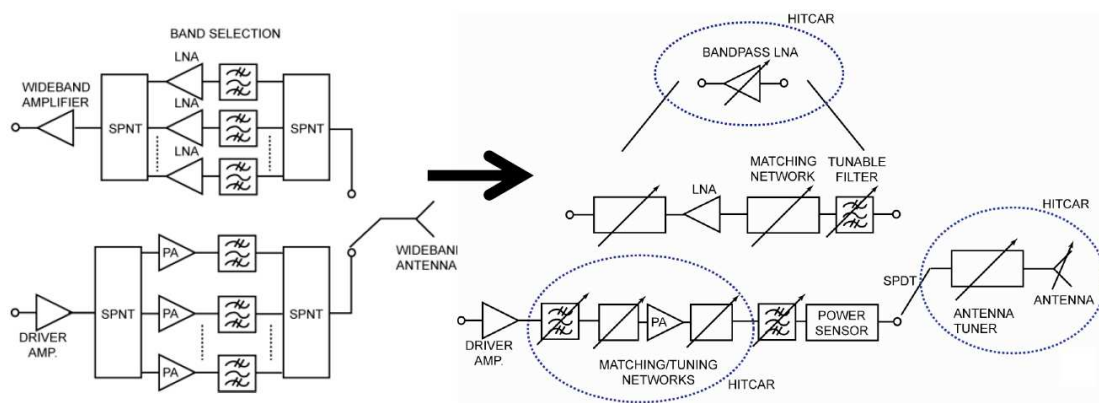 BAND SELECTION
LNA
WIDEBAND
AMPLIFIER
LNA
SPNT
SPNT
LNA
WIDEBAN
ANTENNA
PA
SPNT
PA
SPNT
DRIVER
AMP.
PA
HITCAR
BANDPASS LNA
MATCHING
NETWORK
TUNABLE
FILTER
LNA
HITCAR
SPDT
ANTENNA
ANTENNA
TUNER
PA
POWER
SENSOR
DRIVER
AMP.
MATCHING/TUNING
NETWORKS
HITCAR